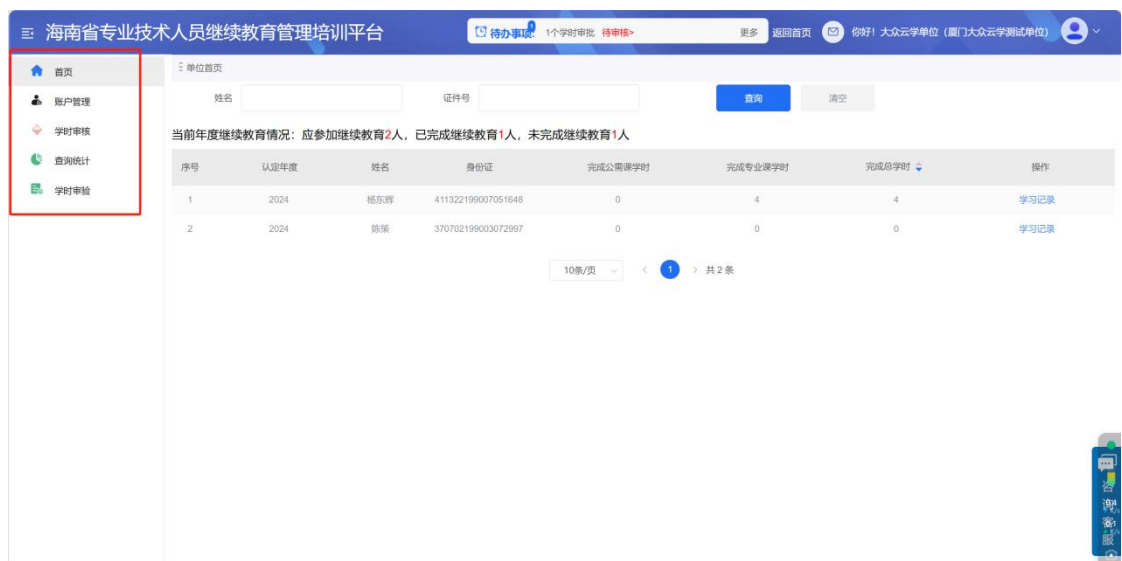 海南省专业技术人员继续教育管理培训平台
待办事项: 1 1个学时审批 待审核> 更多 返回首页 你好！大众云学单位（厦门大众云学测试单位）
首页
账户管理
学时审核
查询统计
学时审验
单位首页
姓名 证件号 查询 清空
当前年度继续教育情况：应参加继续教育2人，已完成继续教育1人，未完成继续教育1人
序号 认定年度 姓名 身份证 完成公需课学时 完成专业课学时 完成总学时 操作
1 2024 杨东辉 411322199007051648 0 4 4 学习记录
2 2024 陈策 370702199003072997 0 0 0 学习记录
10条/页 < 1 > 共 2 条
咨询客服